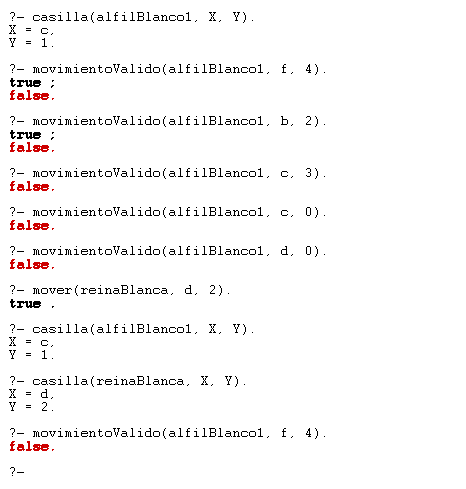 ?- casilla(alfilBlanco1, X, Y).
X = c,
Y = 1.
?- movimientoValido(alfilBlanco1, f, 4).
true ;
false.
?- movimientoValido(alfilBlanco1, b, 2).
true ;
false.
?- movimientoValido(alfilBlanco1, c, 3).
false.
?- movimientoValido(alfilBlanco1, c, 0).
false.
?- movimientoValido(alfilBlanco1, d, 0).
false.
?- mover(reinaBlanca, d, 2).
true .
?- casilla(alfilBlanco1, X, Y).
X = c,
Y = 1.
?- casilla(reinaBlanca, X, Y).
X = d,
Y = 2.
?- movimientoValido(alfilBlanco1, f, 4).
false.
?-